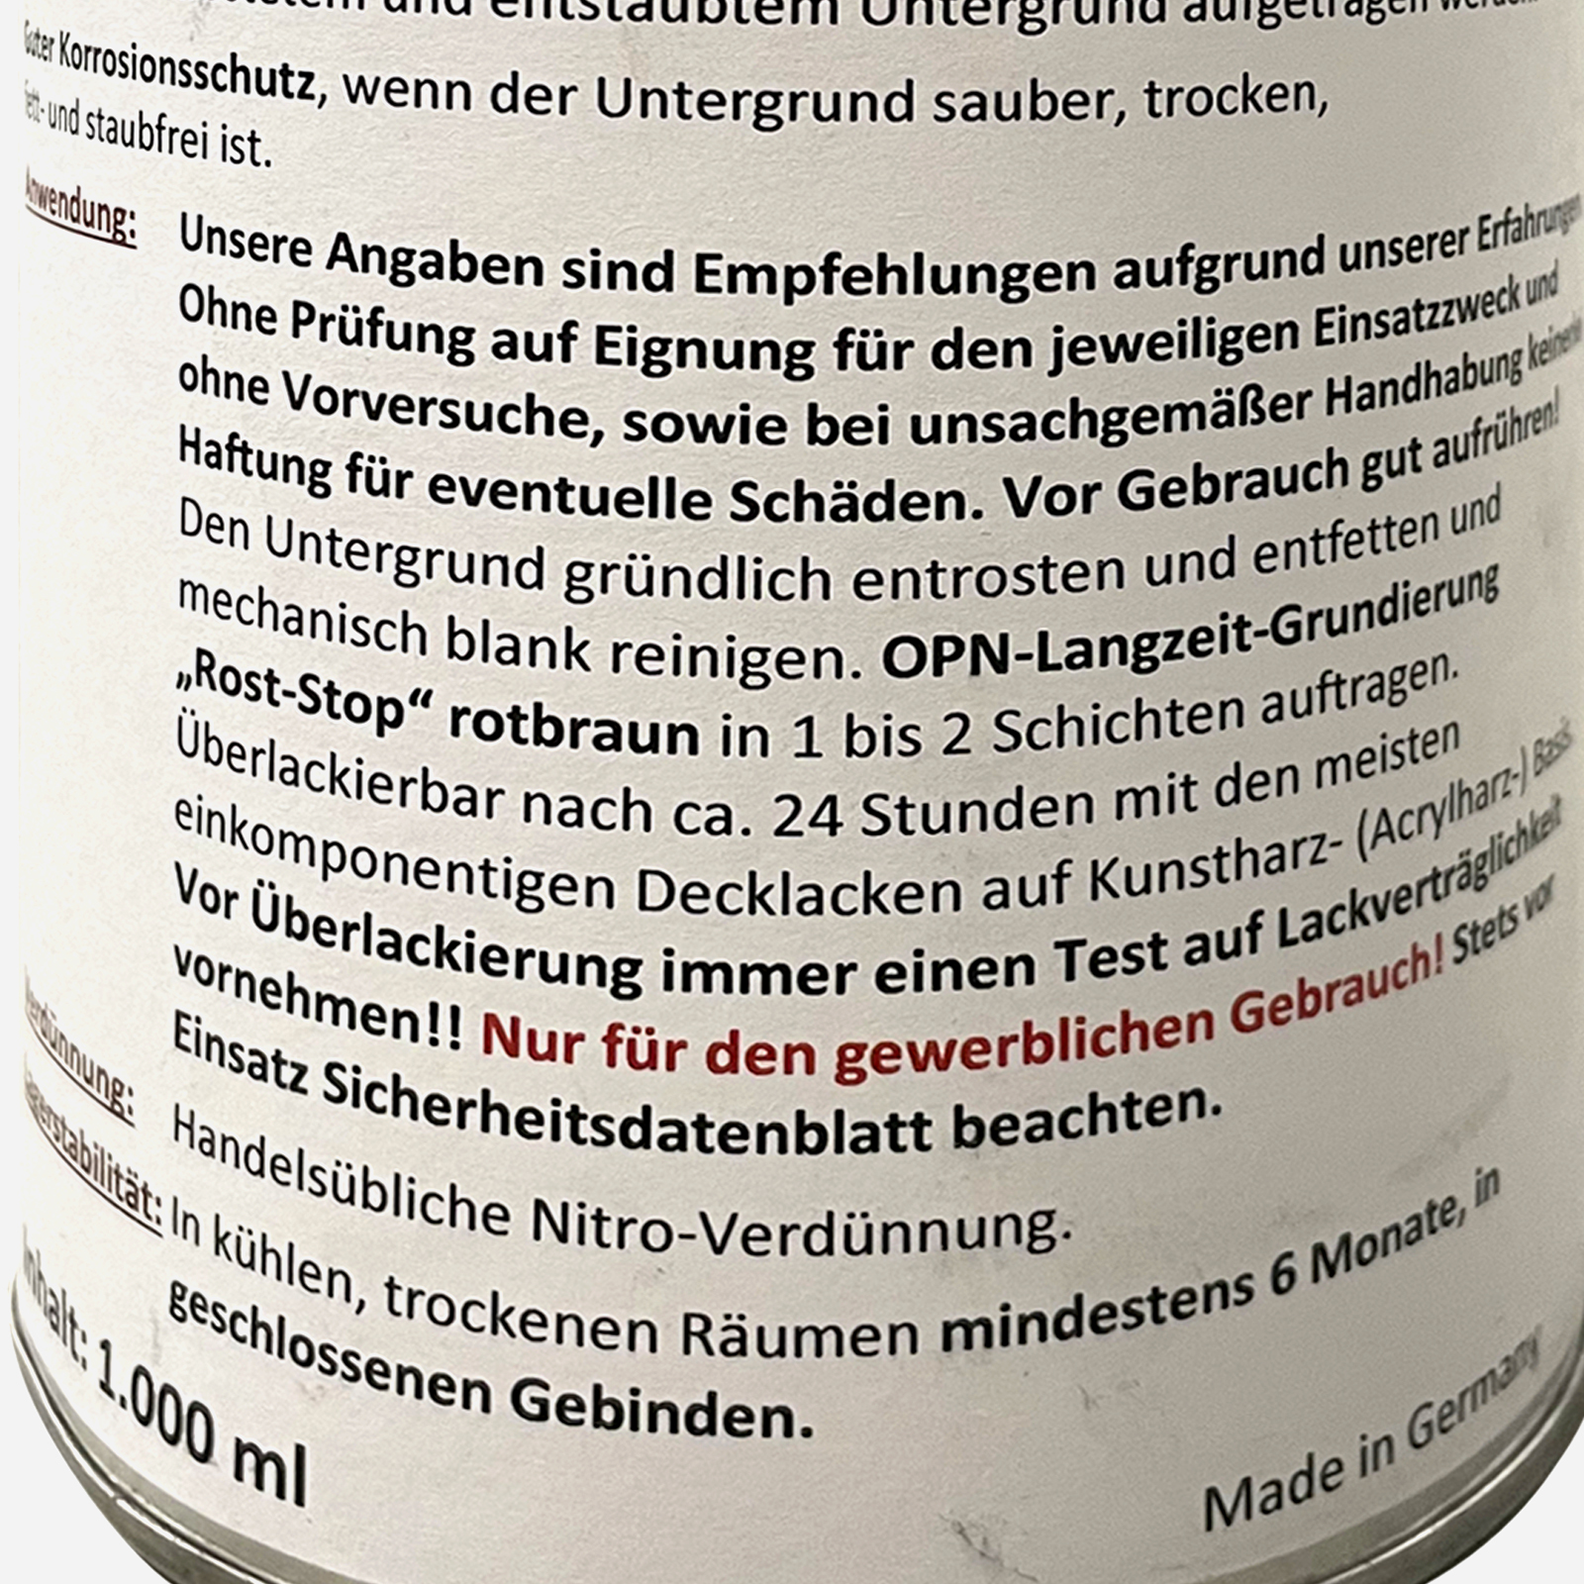 und entstaubtem Untergrund aufgetragen
Guter Korrosionsschutz, wenn der Untergrund sauber, trocken,
fett- und staubfrei ist.
Anwendung: Unsere Angaben sind Empfehlungen aufgrund unserer Erfahrungen
Ohne Prüfung auf Eignung für den jeweiligen Einsatzzweck und
ohne Vorversuche, sowie bei unsachgemäßer Handhabung
Haftung für eventuelle Schäden. Vor Gebrauch gut aufrühren!
Den Untergrund gründlich entrosten und entfetten und
mechanisch blank reinigen. OPN-Langzeit-Grundierung
„Rost-Stop“ rotbraun in 1 bis 2 Schichten auftragen.
Überlackierbar nach ca. 24 Stunden mit den meisten
einkomponentigen Decklacken auf Kunstharz- (Acrylharz-) Basis
Vor Überlackierung immer einen Test auf Lackverträglichkeit
vornehmen!! Nur für den gewerblichen Gebrauch! Stets vor
Einsatz Sicherheitsdatenblatt beachten.
Verdünnung: Handelsübliche Nitro-Verdünnung.
Lagerstabilität: In kühlen, trockenen Räumen mindestens 6 Monate, in
geschlossenen Gebinden.
Inhalt: 1.000 ml
Made in Germany